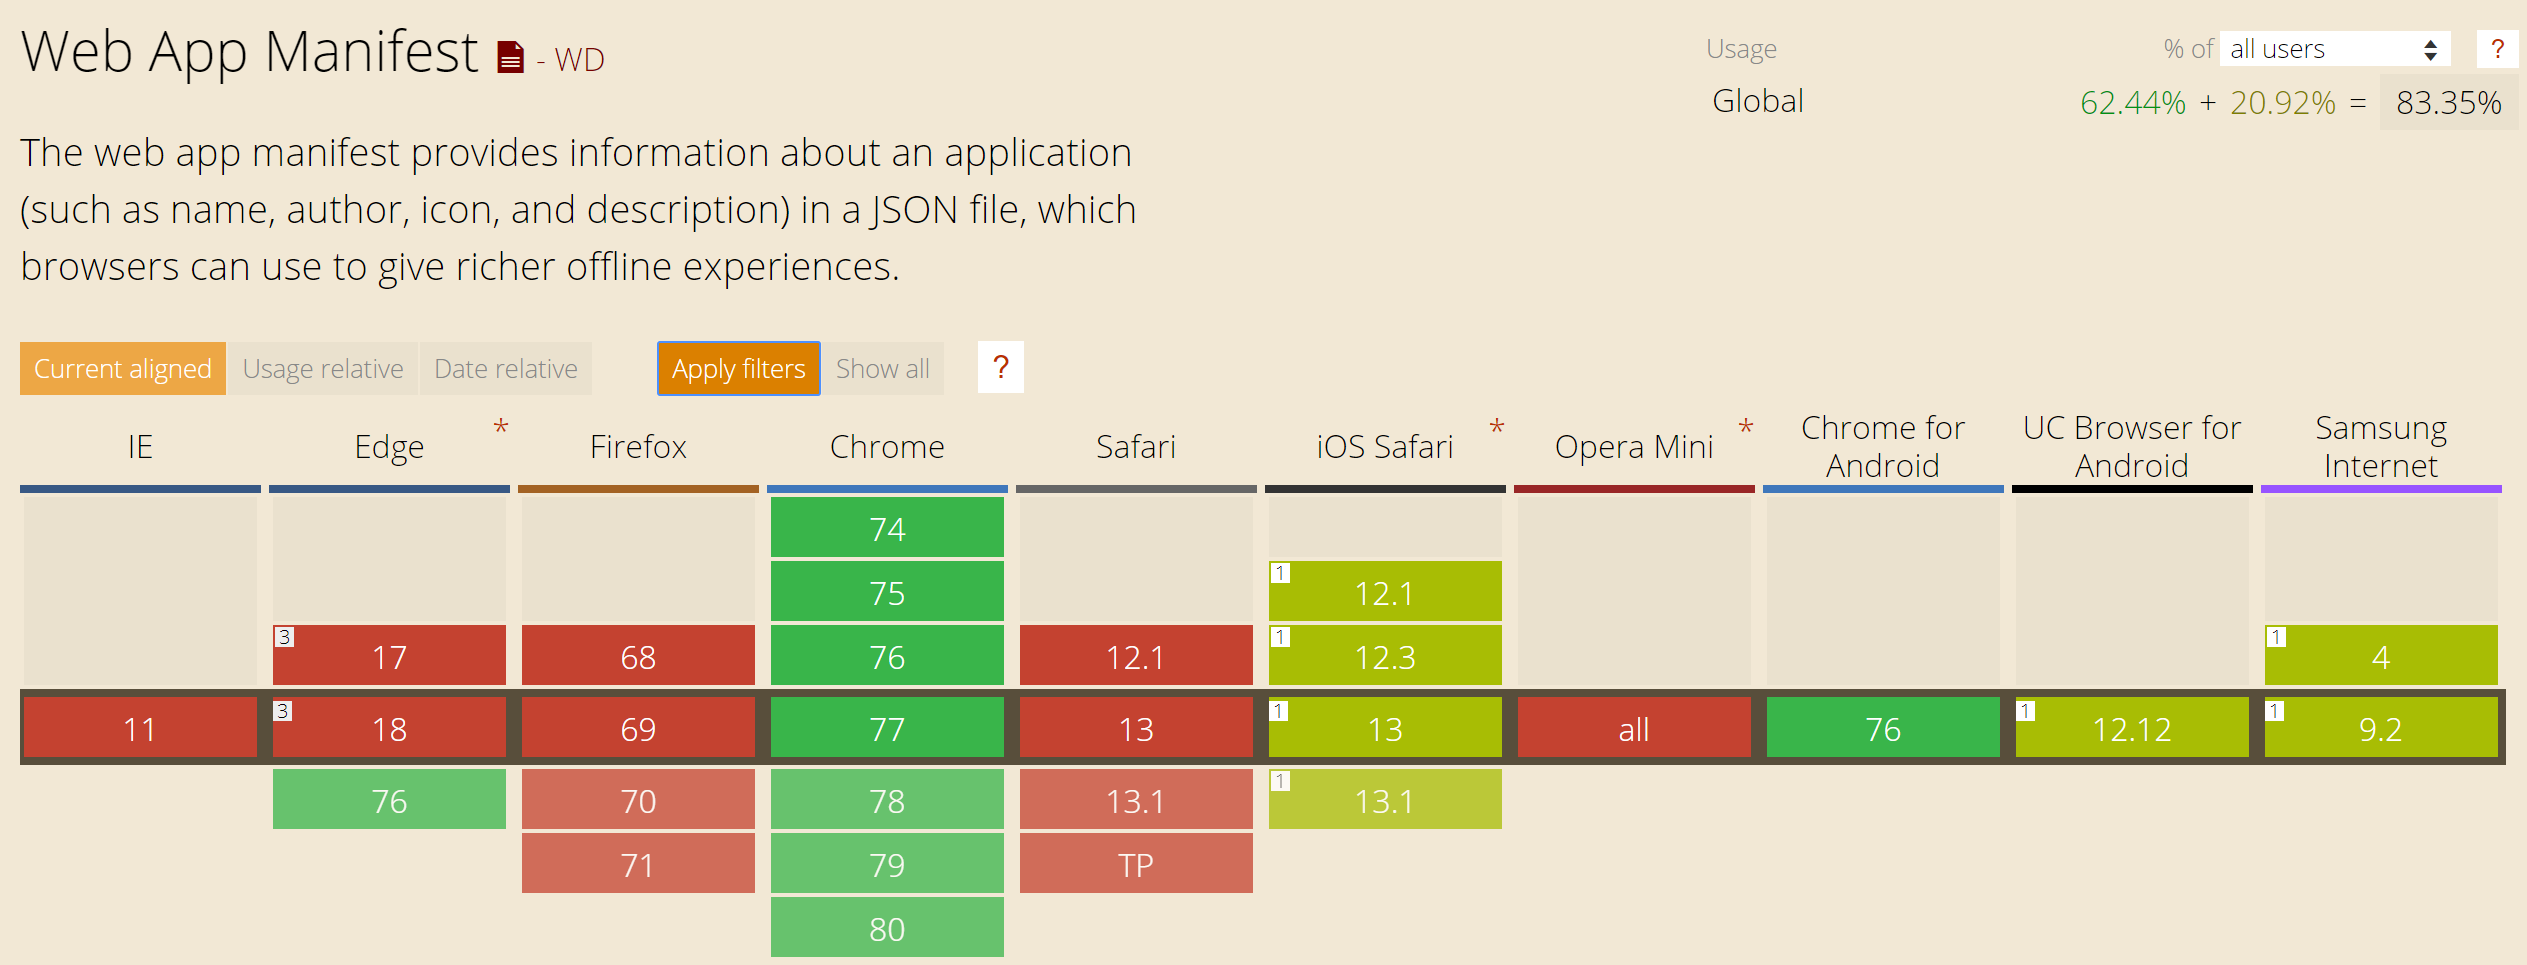 Web App Manifest - WD
Usage % of all users ?
Global 62.44% + 20.92% = 83.35%
The web app manifest provides information about an application
(such as name, author, icon, and description) in a JSON file, which
browsers can use to give richer offline experiences.
Current aligned Usage relative Date relative Apply filters Show all ?
IE Edge * Firefox Chrome Safari iOS Safari * Opera Mini * Chrome for Android UC Browser for Android Samsung Internet
74
75 1 12.1
3 17 68 76 12.1 1 12.3 1 4
11 3 18 69 77 13 1 13 all 76 1 12.12 1 9.2
76 70 78 13.1 1 13.1
71 79 TP
80